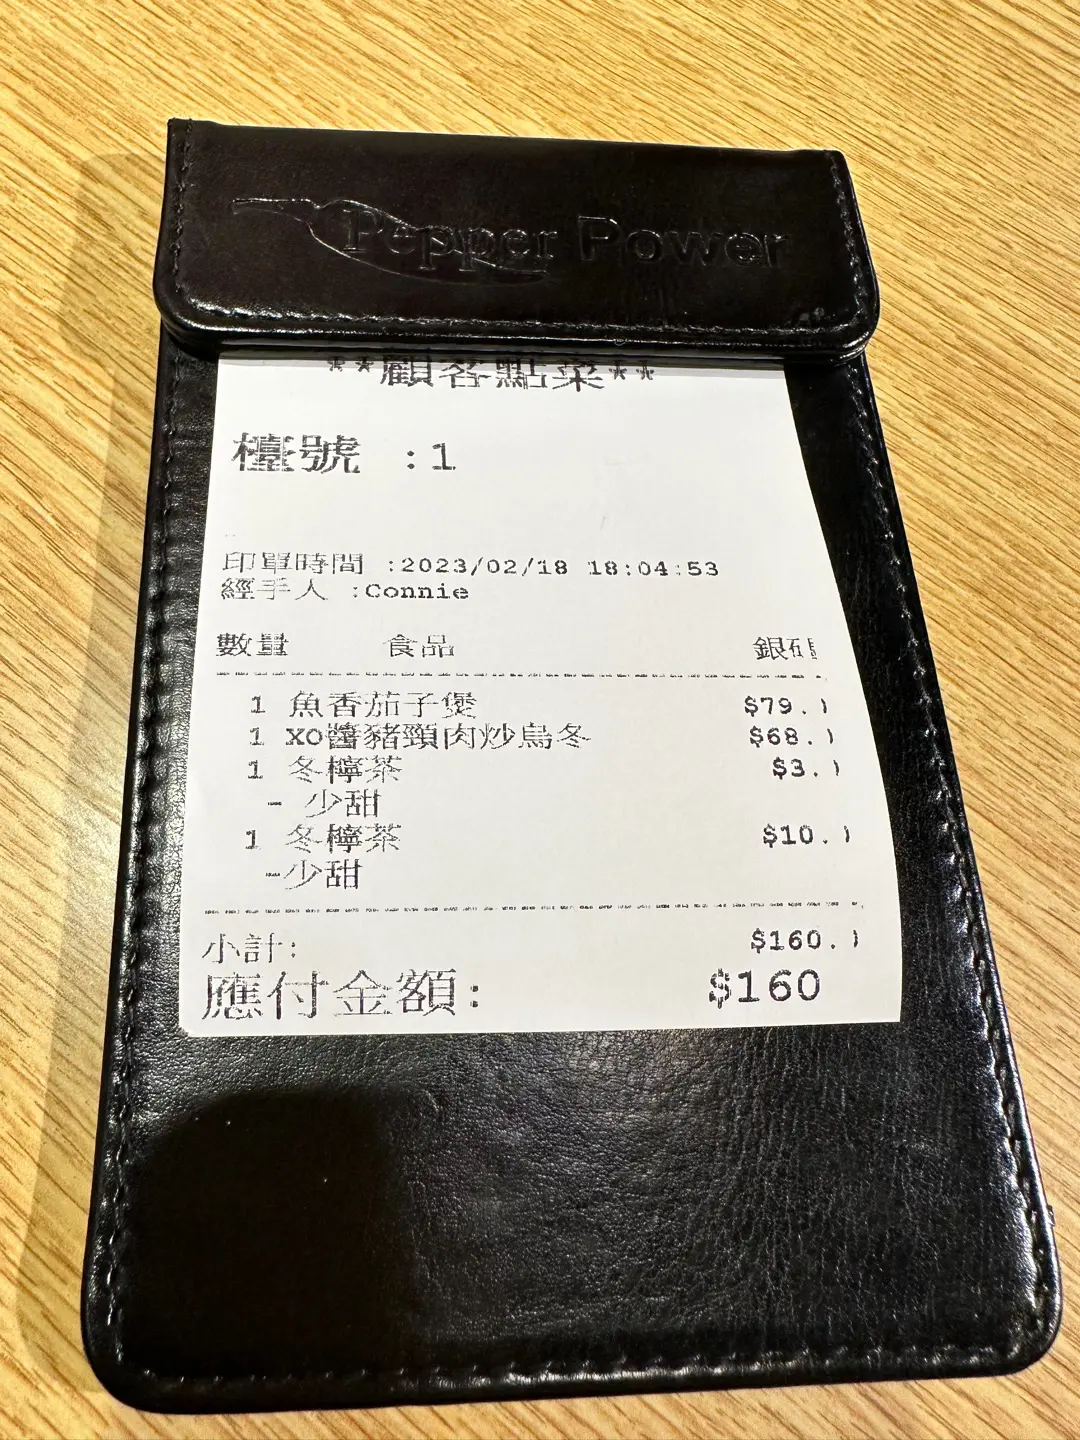 Pepper Power
**顧客點菜**
檯號 :1
印單時間 :2023/02/18 18:04:53
經手人 :Connie
數量 食品 銀碼
1 魚香茄子煲 $79.
1 XO醬豬頸肉炒烏冬 $68.
1 冬檸茶 $3.
- 少甜
1 冬檸茶 $10.
-少甜
小計: $160.
應付金額: $160